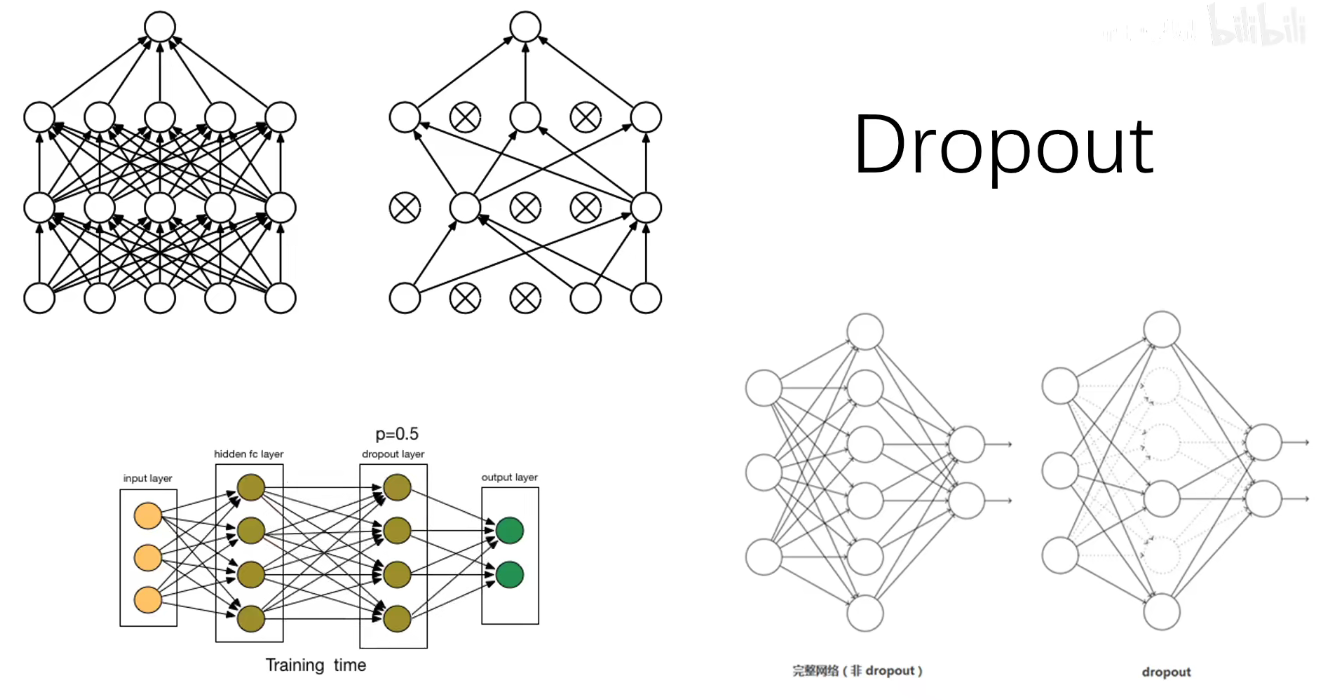 bilibili
Dropout
p=0.5
hidden fc layer
dropout layer
input layer
output layer
Training time
完整网络 ( 非 dropout )
dropout